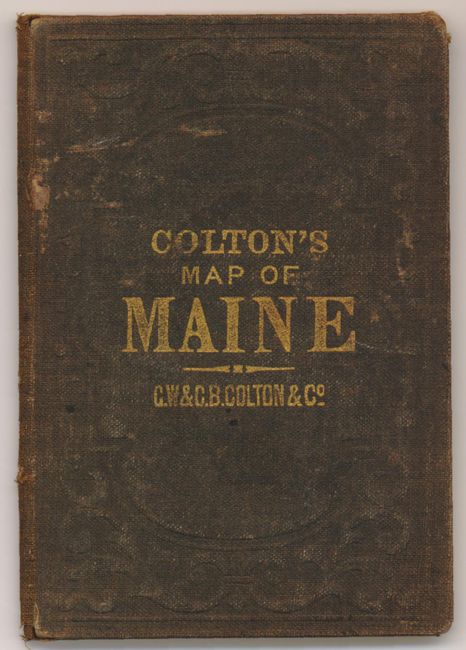 COLTON'S
MAP OF
MAINE
G.W&C.B.COLTON & Cº